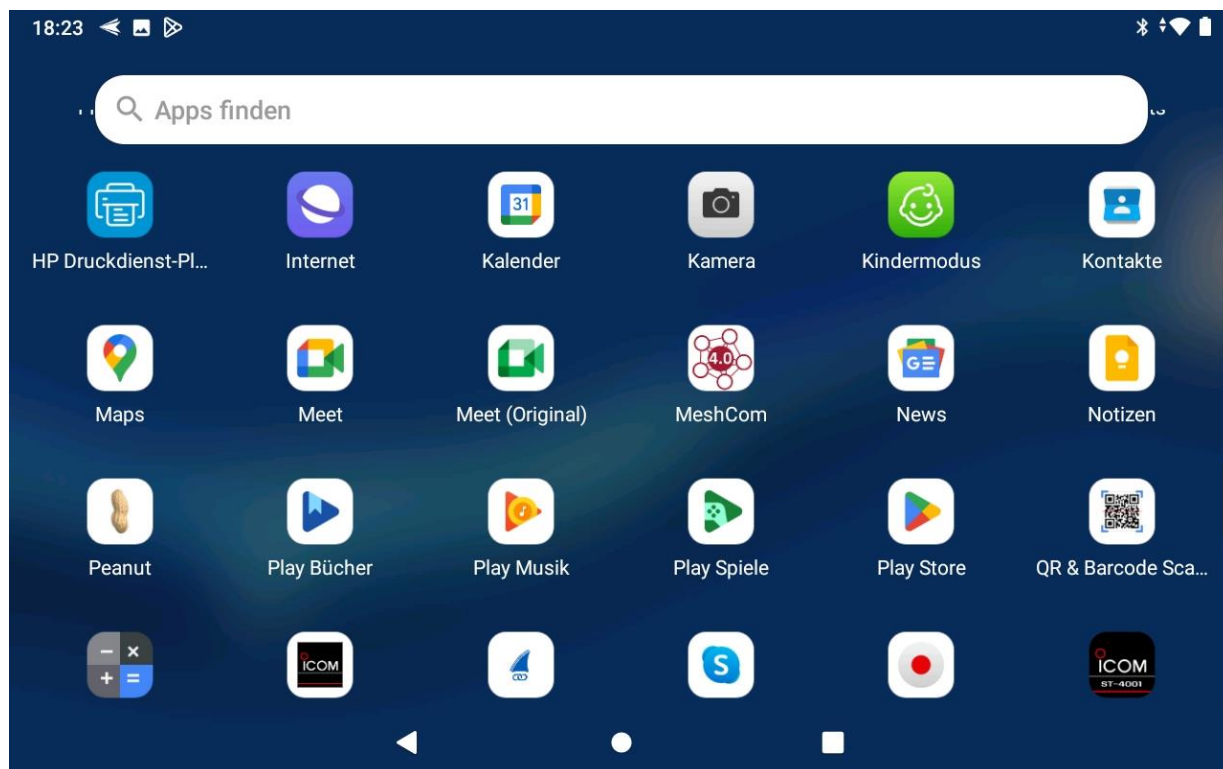 18:23
Apps finden
31
HP Druckdienst-Pl...
Internet
Kalender
Kamera
Kindermodus
Kontakte
4.0
G
Maps
Meet
Meet (Original)
MeshCom
News
Notizen
Peanut
Play Bücher
Play Musik
Play Spiele
Play Store
QR & Barcode Sca...
− ×
+ =
ICOM
S
ICOM
ST-4001